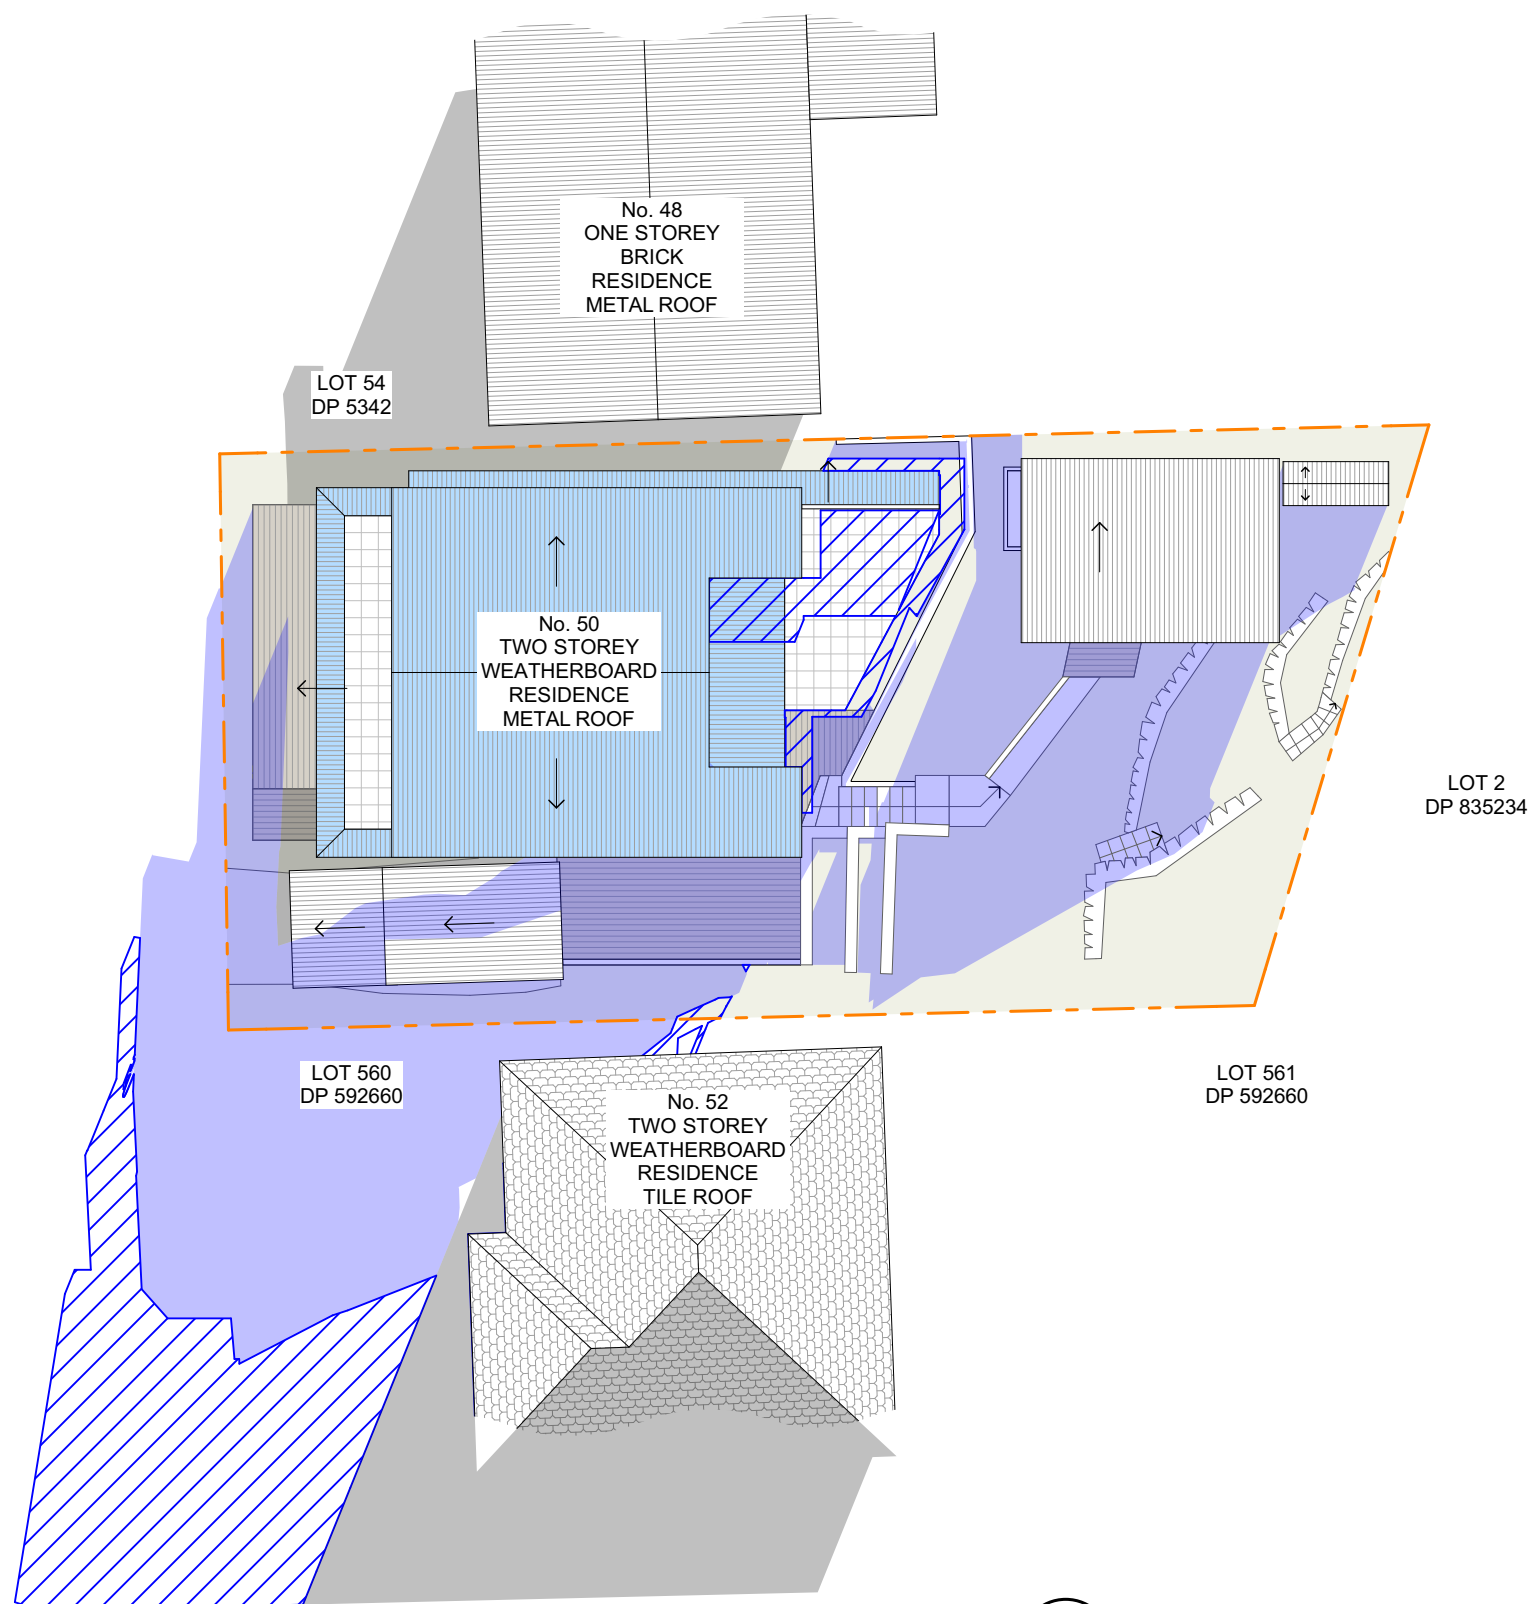 No. 48
ONE STOREY
BRICK
RESIDENCE
METAL ROOF
LOT 54
DP 5342
No. 50
TWO STOREY
WEATHERBOARD
RESIDENCE
METAL ROOF
LOT 2
DP 835234
LOT 560
DP 592660
LOT 561
DP 592660
No. 52
TWO STOREY
WEATHERBOARD
RESIDENCE
TILE ROOF